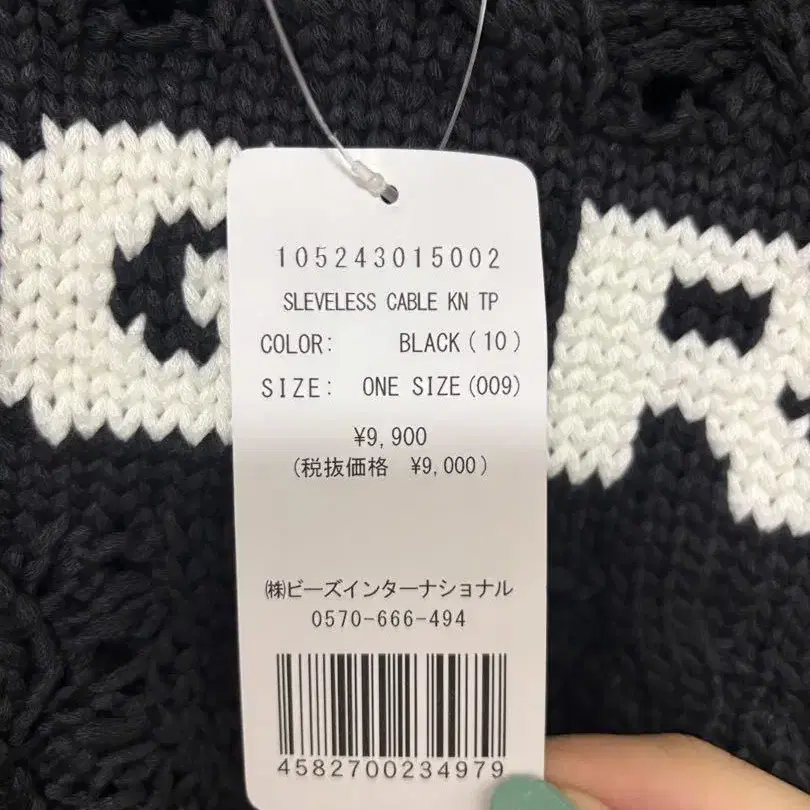 105243015002
SLEVELESS CABLE KN TP
COLOR: BLACK(10)
SIZE: ONE SIZE(009)
¥9,900
(税抜価格 ¥9,000)
㈱ビーズインターナショナル
0570-666-494
4582700234979